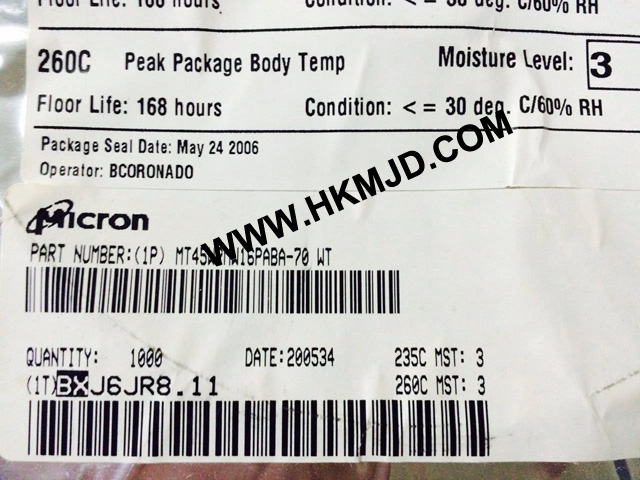 Floor Life: 168 hours Condition: < = 30 deg. C/60% RH
260C Peak Package Body Temp Moisture Level: 3
Floor Life: 168 hours Condition: < = 30 deg. C/60% RH
Package Seal Date: May 24 2006
Operator: BCORONADO
WWW.HKMJD.COM
Micron
PART NUMBER:(1P) WT
QUANTITY: 1000 DATE:200534 235C MST: 3
(1T)BXJ6JR8.11 260C MST: 3